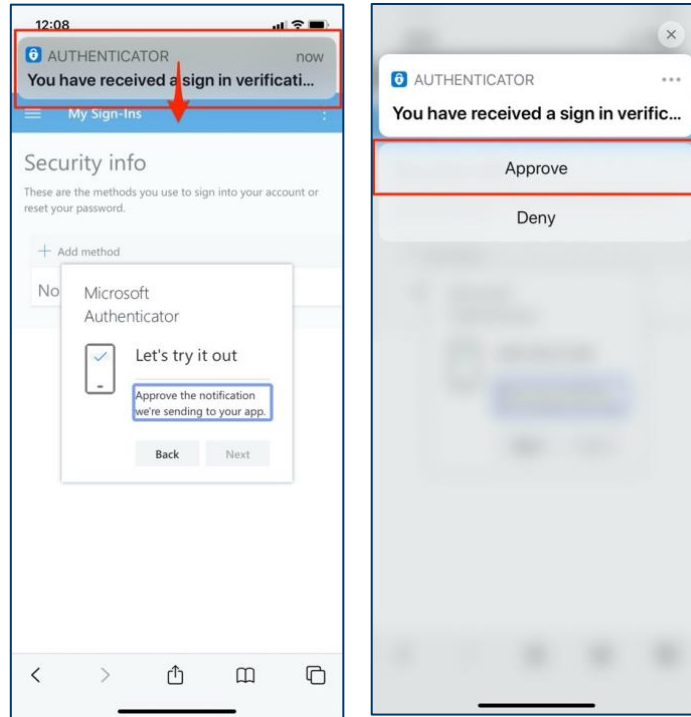 12:08
AUTHENTICATOR now
You have received a sign in verificati...
My Sign-Ins
Security info
These are the methods you use to sign into your account or
reset your password.
+ Add method
No
Microsoft
Authenticator
Let's try it out
Approve the notification
we're sending to your app.
Back Next
AUTHENTICATOR
You have received a sign in verific...
Approve
Deny